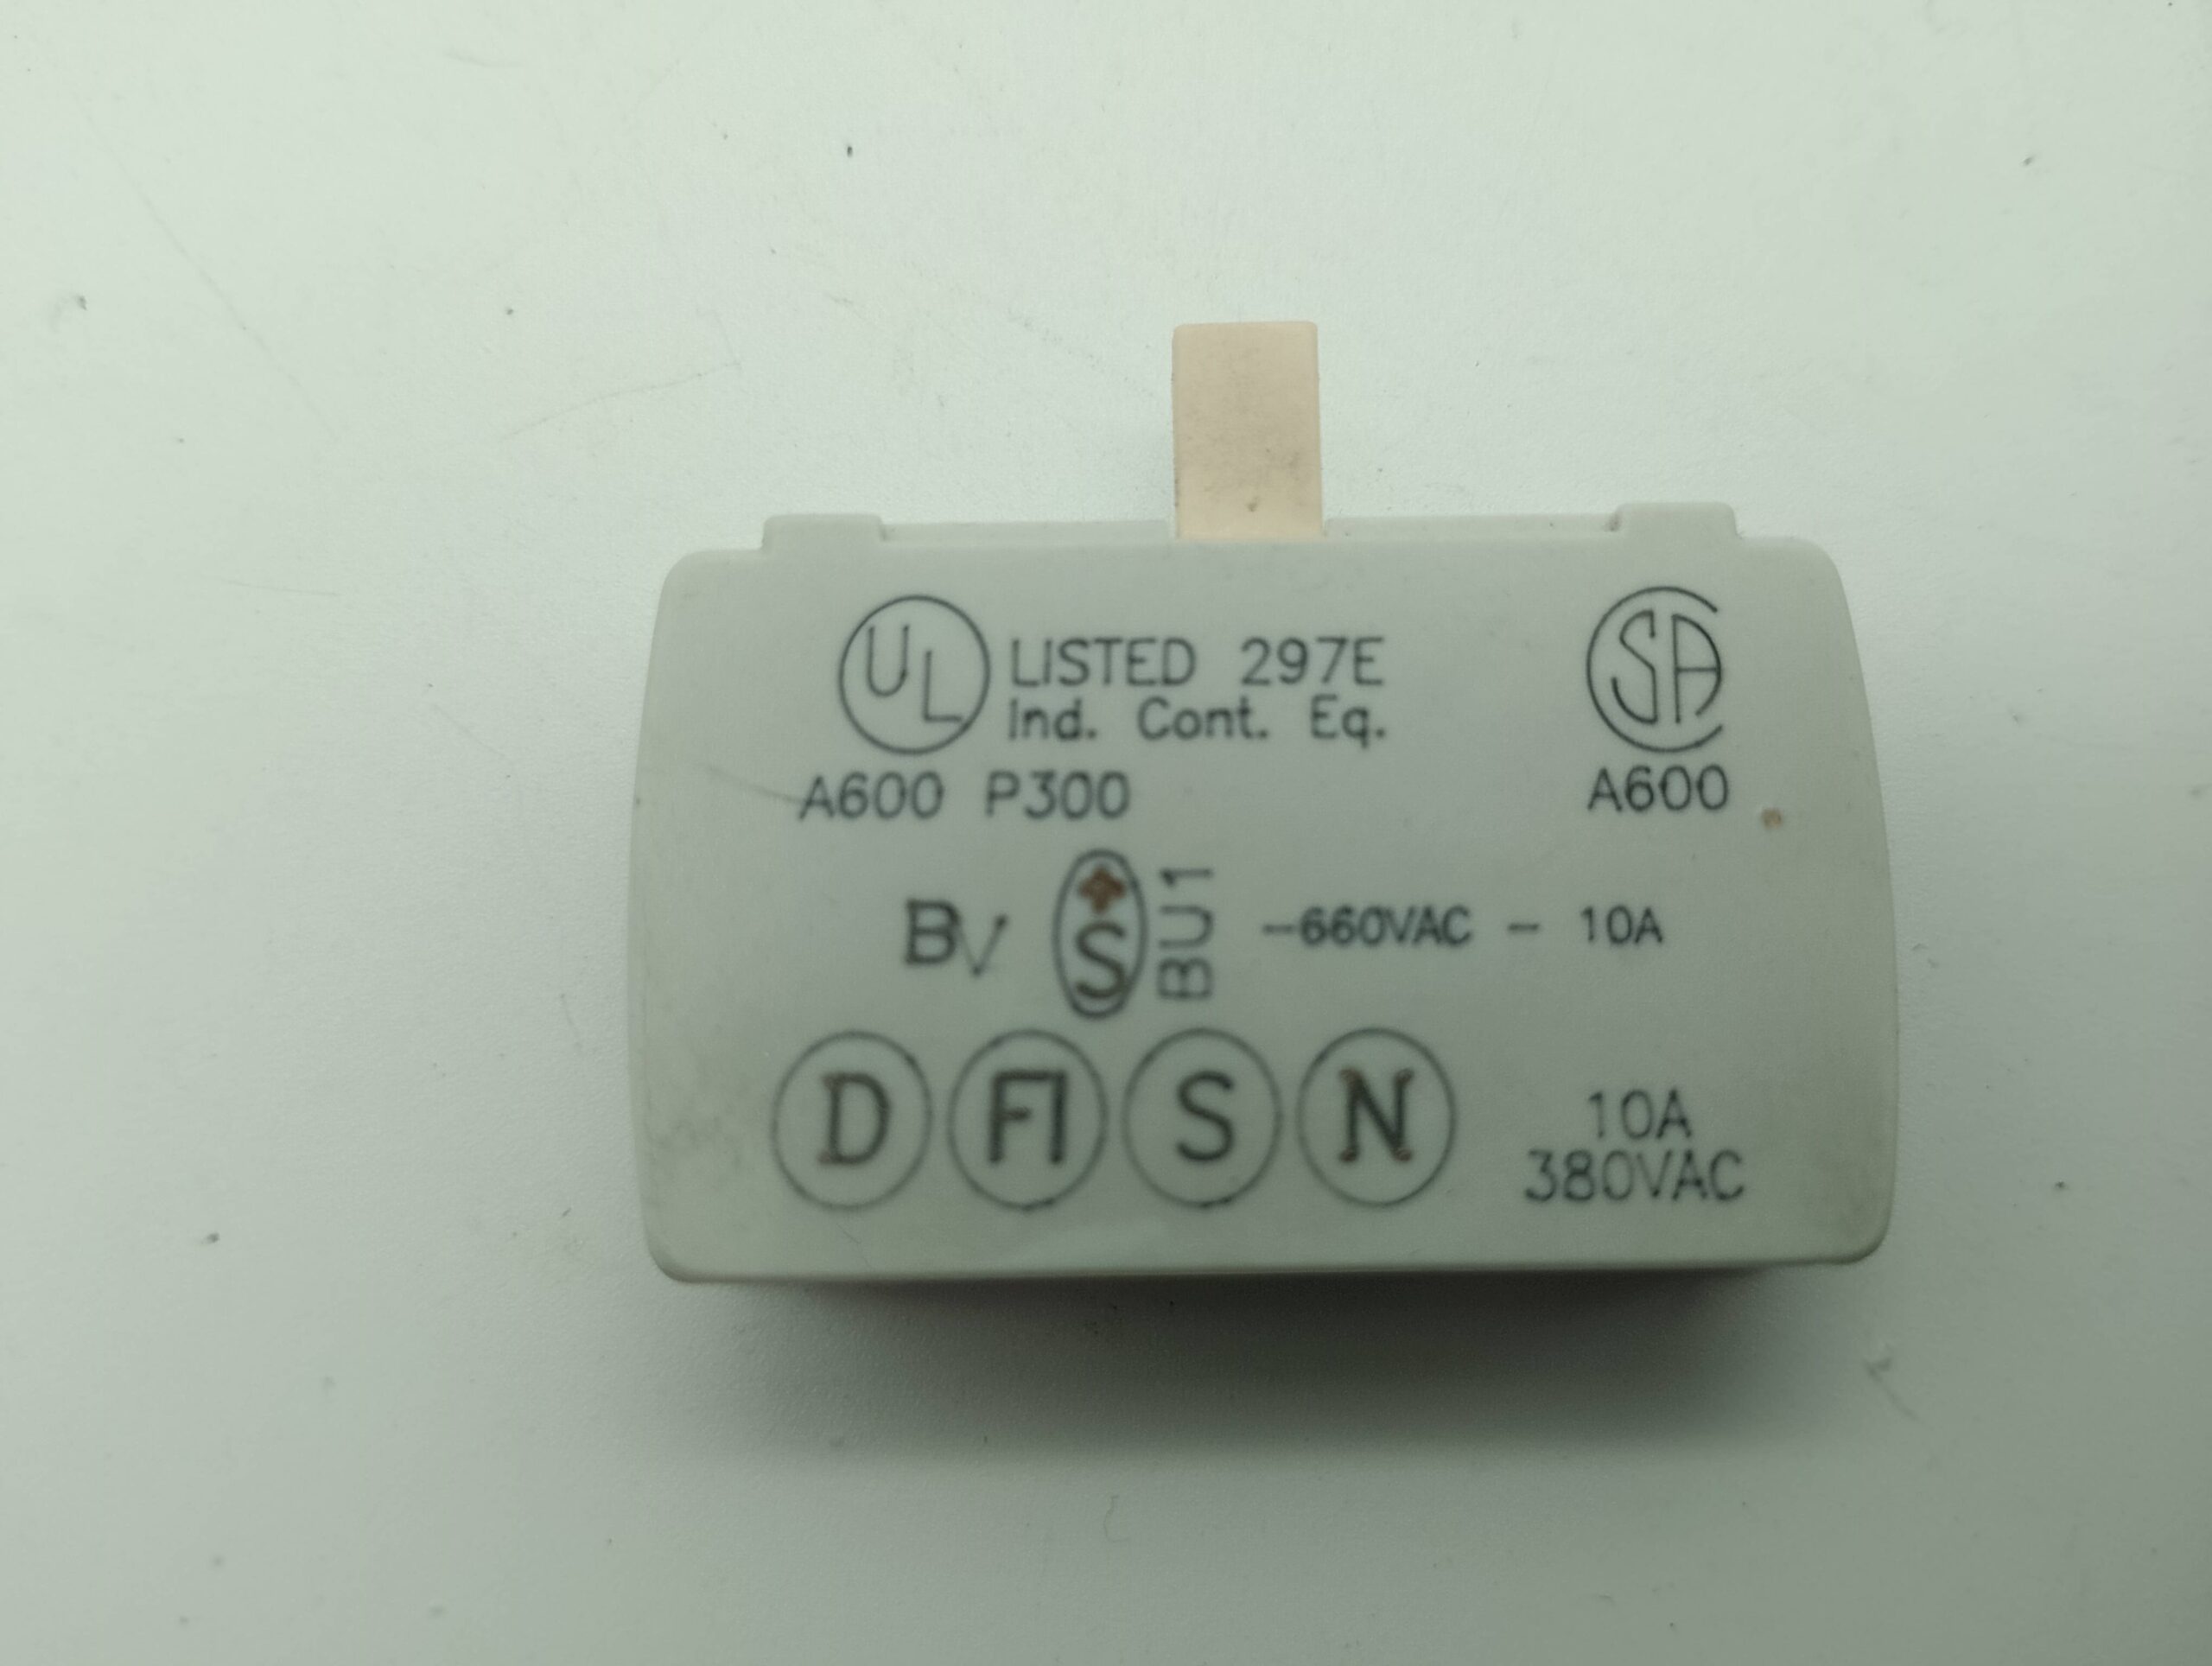 UL LISTED 297E
Ind. Cont. Eq.
SA
A600 P300
A600
BV S BU1 -660VAC - 10A
D FI S N
10A
380VAC